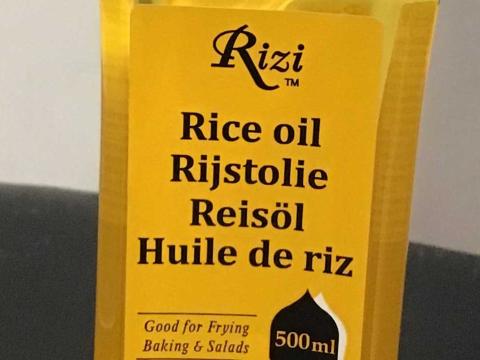 Rizi
TM
Rice oil
Rijstolie
Reisöl
Huile de riz
Good for Frying
Baking & Salads
500ml